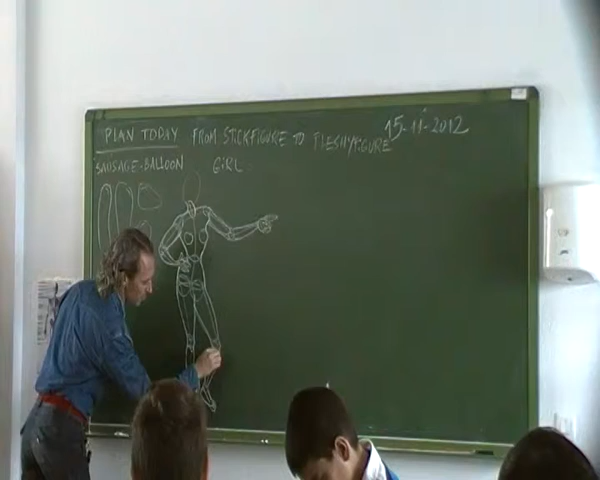 PLAN TODAY FROM STICKFIGURE TO FLESHYFIGURE 15-11-2012
SAUSAGE-BALLOON GIRL